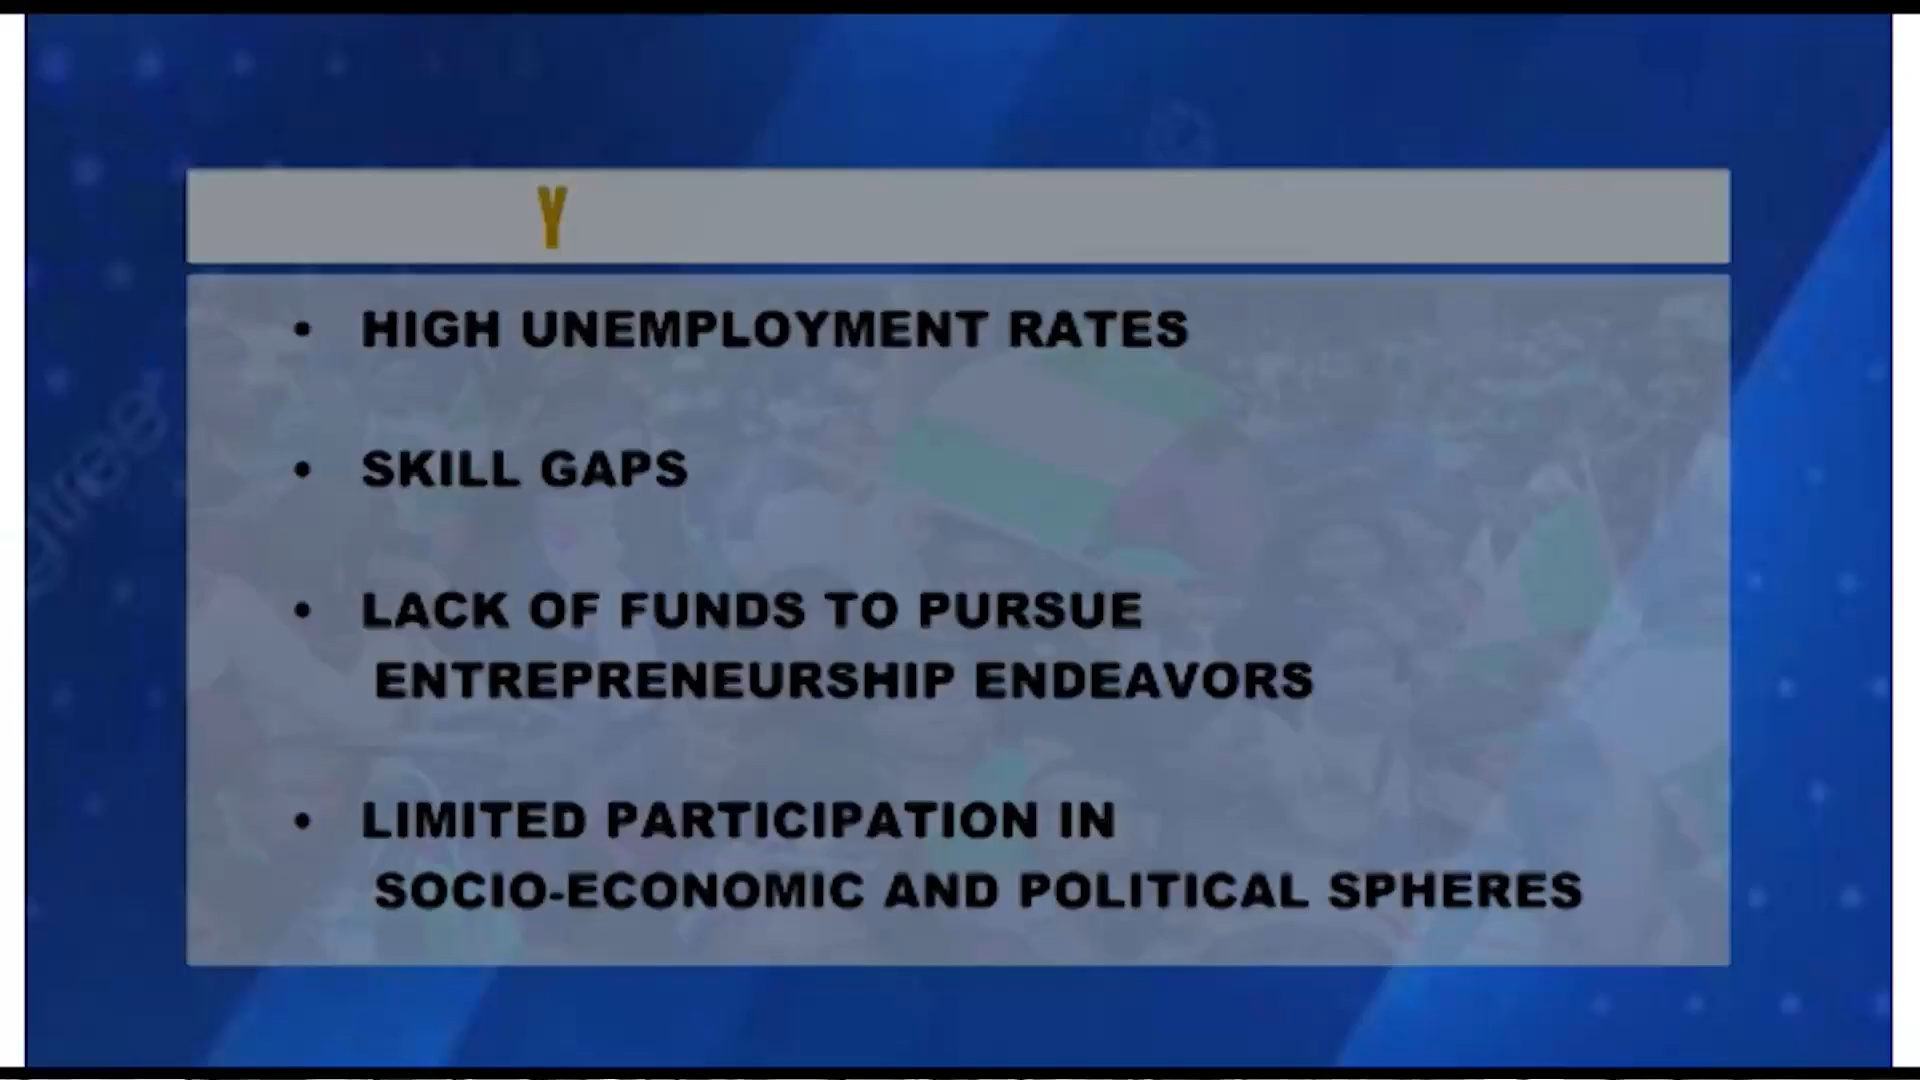 Y
• HIGH UNEMPLOYMENT RATES
• SKILL GAPS
• LACK OF FUNDS TO PURSUE
ENTREPRENEURSHIP ENDEAVORS
• LIMITED PARTICIPATION IN
SOCIO-ECONOMIC AND POLITICAL SPHERES